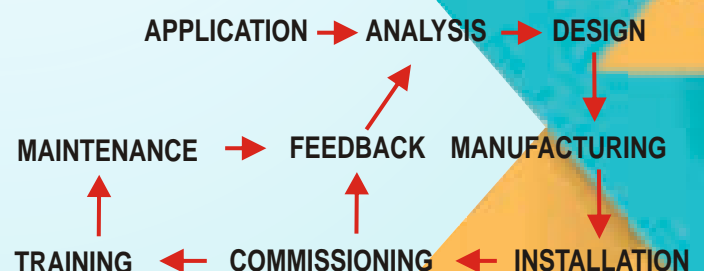 APPLICATION ANALYSIS DESIGN
MAINTENANCE FEEDBACK MANUFACTURING
TRAINING COMMISSIONING INSTALLATION